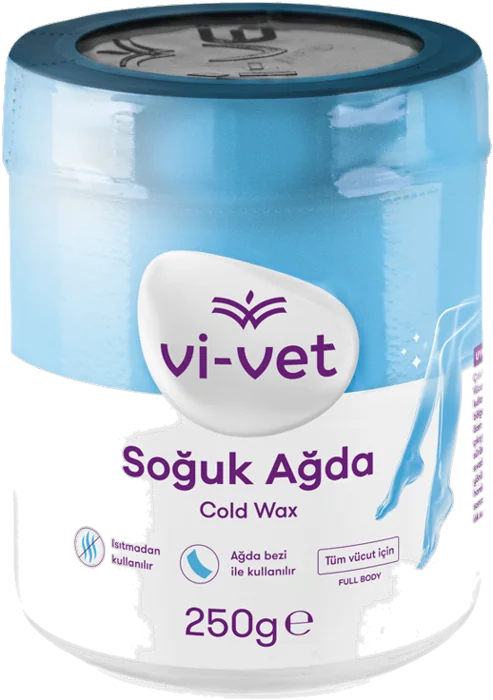 vi-vet
Soğuk Ağda
Cold Wax
Isıtmadan
kullanılır
Ağda bezi
ile kullanılır
Tüm vücut için
FULL BODY
250g ℮